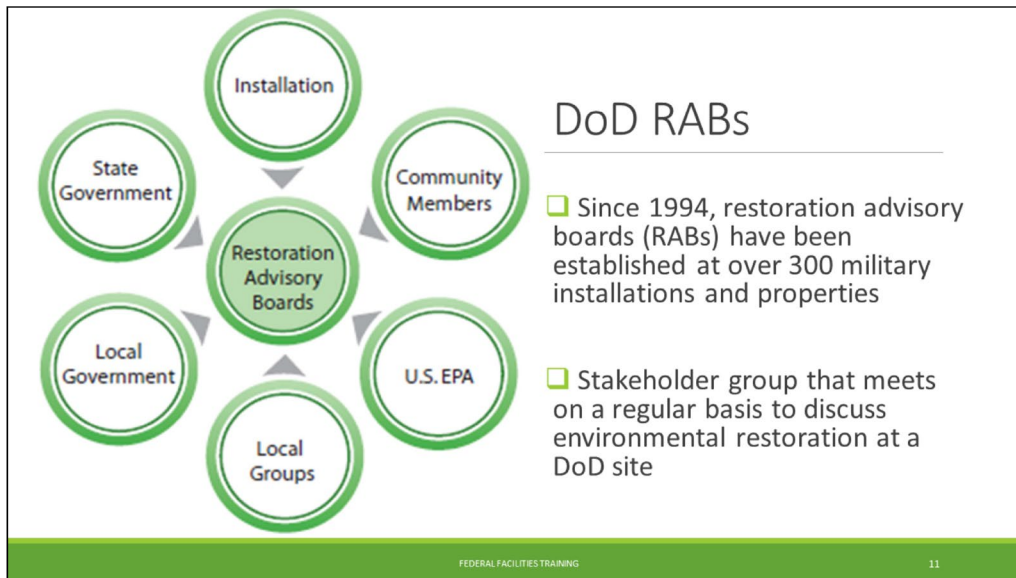 Installation
State
Government
Community
Members
Restoration
Advisory
Boards
Local
Government
U.S. EPA
Local
Groups
DoD RABs
Since 1994, restoration advisory
boards (RABs) have been
established at over 300 military
installations and properties
Stakeholder group that meets
on a regular basis to discuss
environmental restoration at a
DoD site
FEDERAL FACILITIES TRAINING
11